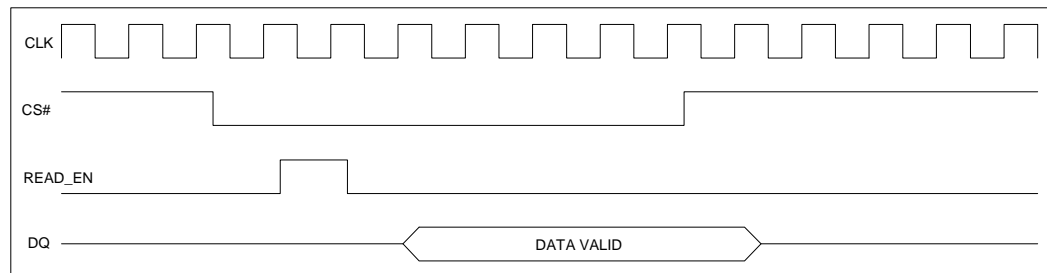 CLK
CS#
READ_EN
DQ
DATA VALID